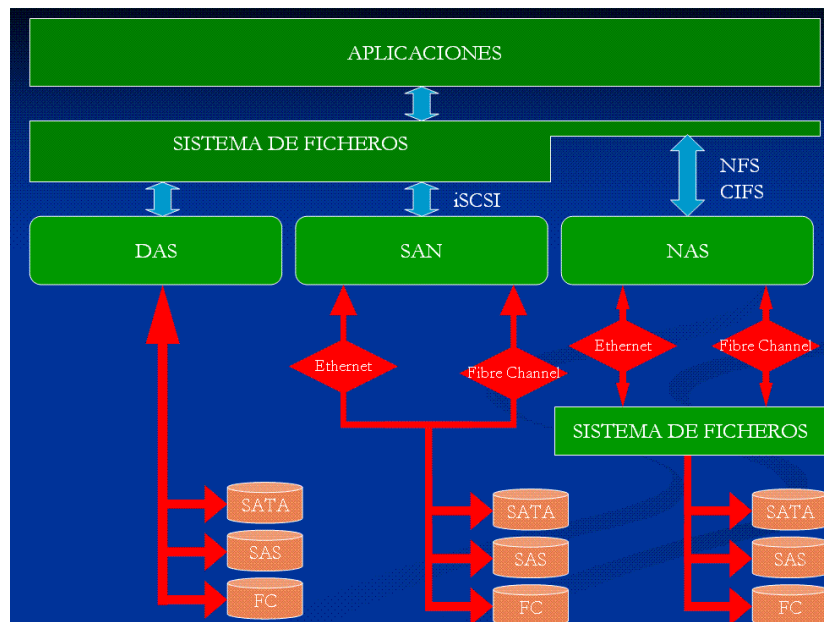 APLICACIONES
SISTEMA DE FICHEROS
NFS
CIFS
iSCSI
DAS
SAN
NAS
Ethernet
Fibre Channel
Ethernet
Fibre Channel
SISTEMA DE FICHEROS
SATA
SATA
SATA
SAS
SAS
SAS
FC
FC
FC